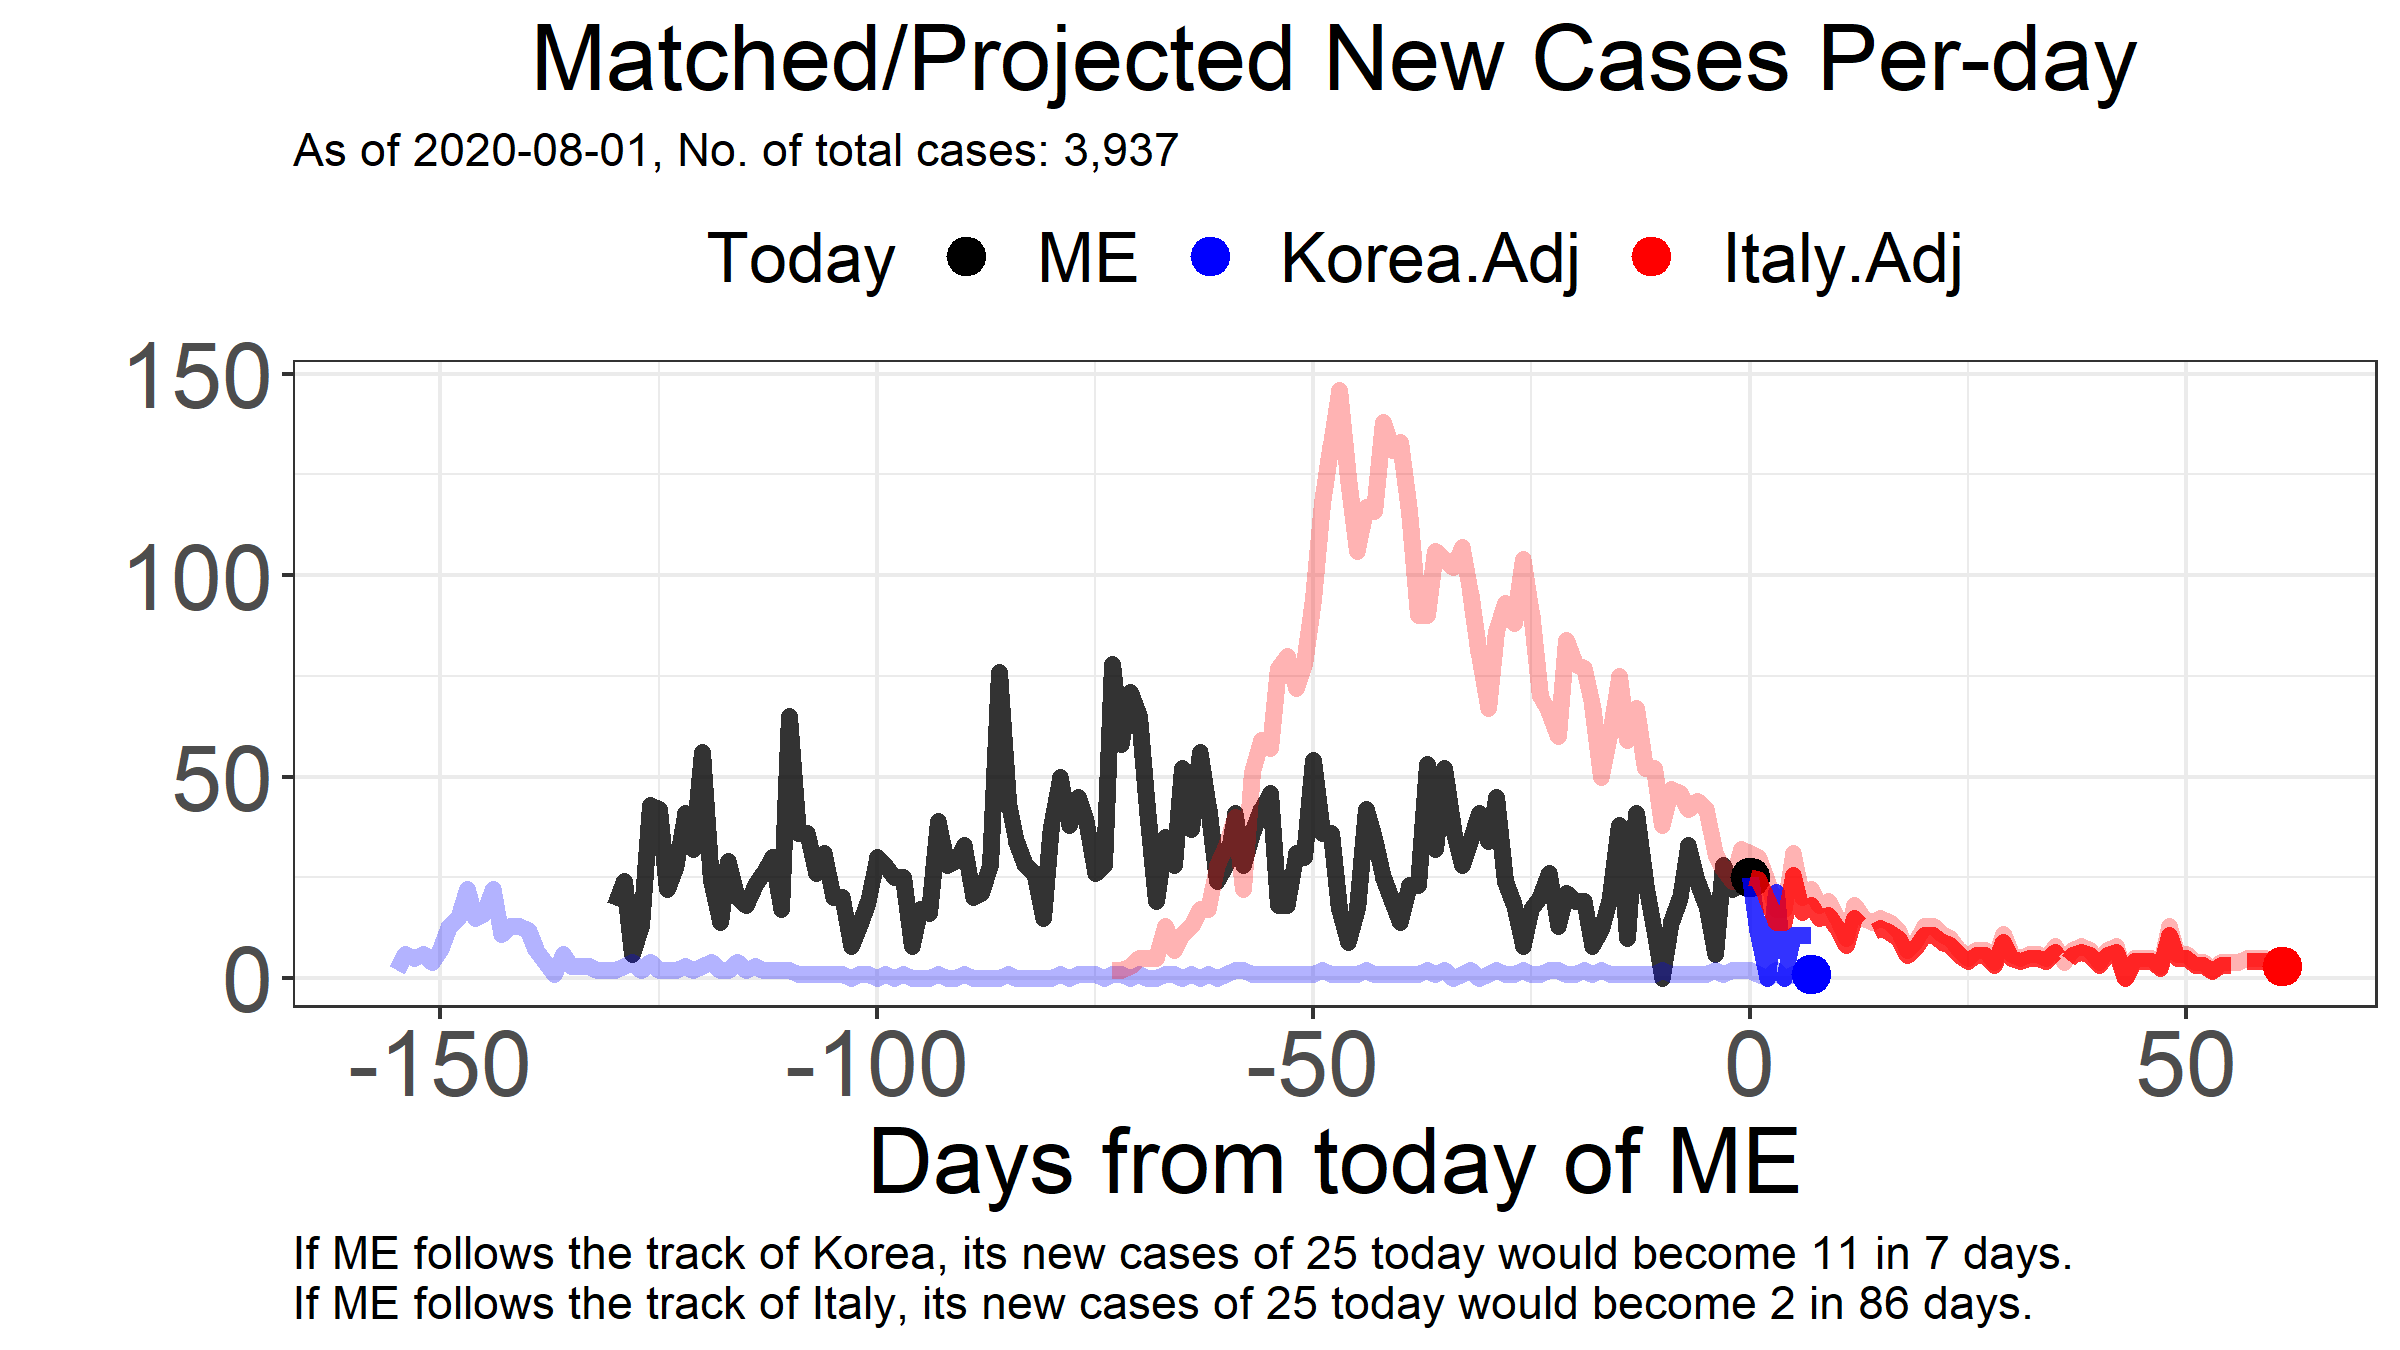 Matched/Projected New Cases Per-day
As of 2020-08-01, No. of total cases: 3,937
Today ME Korea.Adj Italy.Adj
150
100
50
0
-150 -100 -50 0 50
Days from today of ME
If ME follows the track of Korea, its new cases of 25 today would become 11 in 7 days.
If ME follows the track of Italy, its new cases of 25 today would become 2 in 86 days.